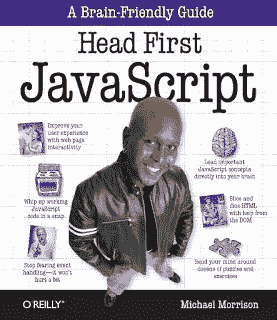 A Brain-Friendly Guide
Head First
JavaScript
Improve your
user experience
with web page
interactivity
Load important
JavaScript concepts
directly into your brain
Whip up working
JavaScript
code in a snap
Slice and
dice HTML
with help from
the DOM
Stop fearing event
handling—it won't
hurt a bit
Send your mind around
dozens of puzzles and
exercises
O'REILLY®
Michael Morrison